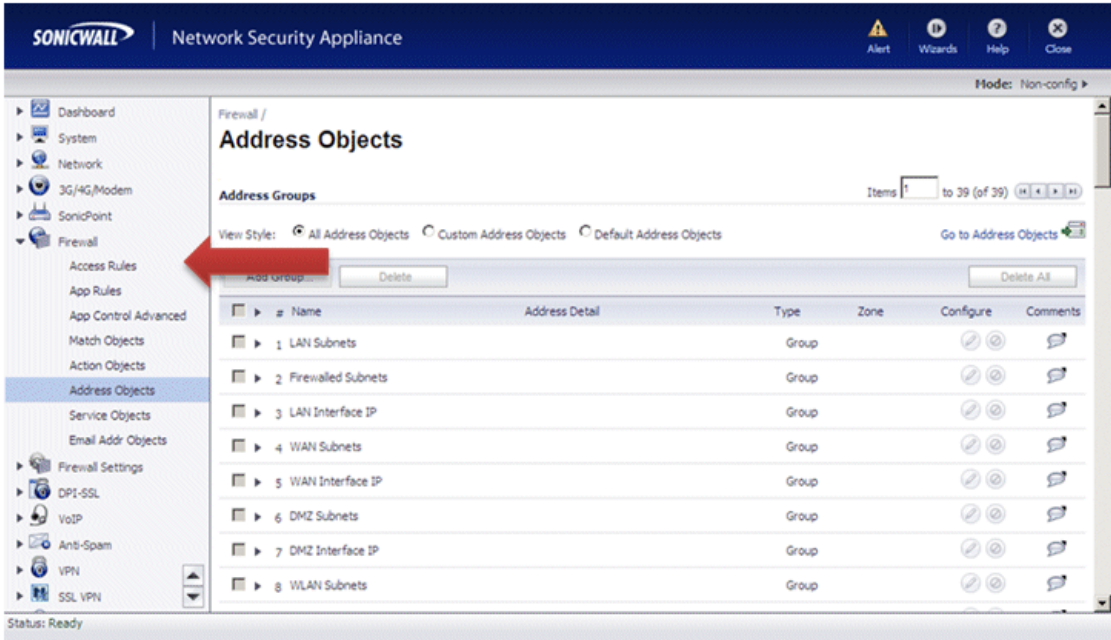 SONICWALL
Network Security Appliance
Alert
Wizards
Help
Close
Mode: Non-config
Dashboard
System
Network
3G/4G/Modem
SonicPoint
Firewall
Access Rules
App Rules
App Control Advanced
Match Objects
Action Objects
Address Objects
Service Objects
Email Addr Objects
Firewall Settings
DPI-SSL
VoIP
Anti-Spam
VPN
SSL VPN
Firewall /
Address Objects
Address Groups
Items 1 to 39 (of 39)
View Style: All Address Objects Custom Address Objects Default Address Objects
Go to Address Objects
Add Group... Delete Delete All
# Name Address Detail Type Zone Configure Comments
1 LAN Subnets Group
2 Firewalled Subnets Group
3 LAN Interface IP Group
4 WAN Subnets Group
5 WAN Interface IP Group
6 DMZ Subnets Group
7 DMZ Interface IP Group
8 WLAN Subnets Group
Status: Ready